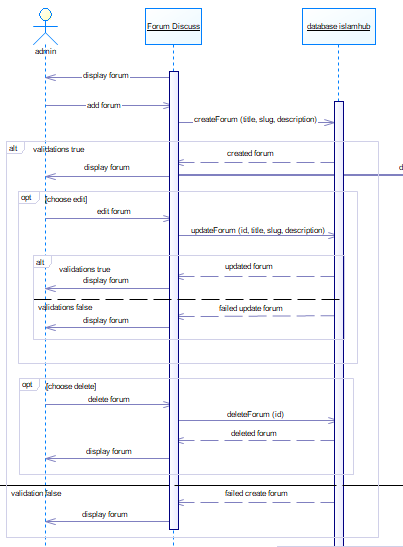 Forum Discuss
database islamhub
admin
display forum
add forum
createForum (title, slug, description)
alt
validations true
created forum
display forum
d
opt
[choose edit]
edit forum
updateForum (id, title, slug, description)
alt
validations true
updated forum
display forum
validations false
failed update forum
display forum
opt
[choose delete]
delete forum
deleteForum (id)
deleted forum
display forum
validation false
failed create forum
display forum